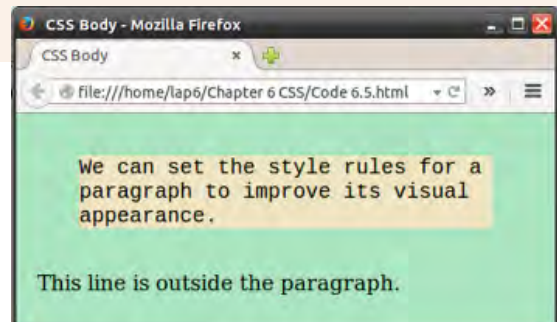 CSS Body - Mozilla Firefox
CSS Body
file:///home/lap6/Chapter 6 CSS/Code 6.5.html
We can set the style rules for a
paragraph to improve its visual
appearance.
This line is outside the paragraph.